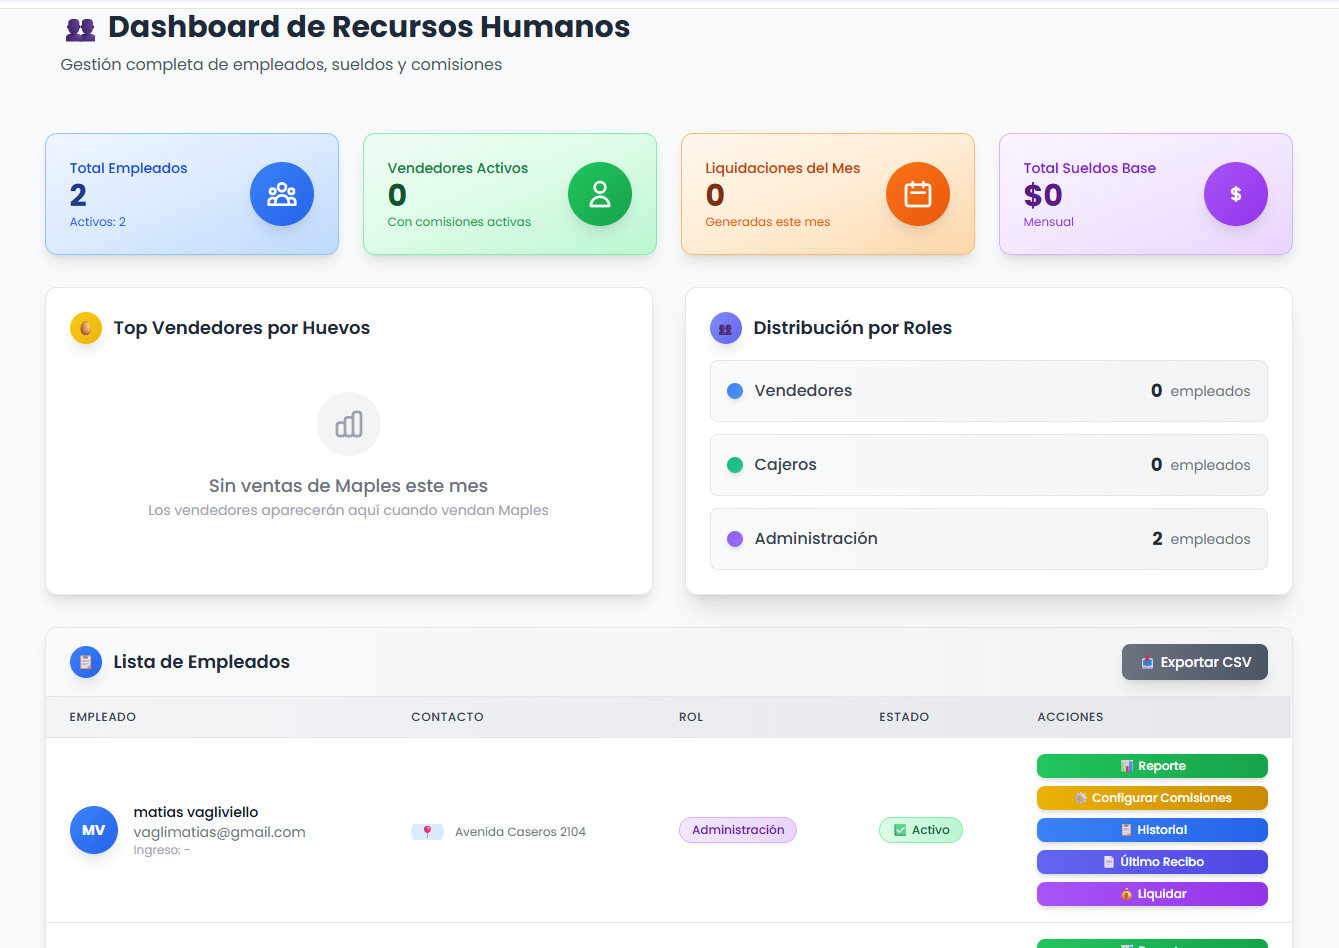 Dashboard de Recursos Humanos
Gestión completa de empleados, sueldos y comisiones
Total Empleados
2
Activos: 2
Vendedores Activos
0
Con comisiones activas
Liquidaciones del Mes
0
Generadas este mes
Total Sueldos Base
$0
Mensual
$
Top Vendedores por Huevos
Sin ventas de Maples este mes
Los vendedores aparecerán aquí cuando vendan Maples
Distribución por Roles
Vendedores 0 empleados
Cajeros 0 empleados
Administración 2 empleados
Lista de Empleados
Exportar CSV
EMPLEADO CONTACTO ROL ESTADO ACCIONES
MV
matias vagliviello
vaglimatias@gmail.com
Ingreso: -
Avenida Caseros 2104
Administración
Activo
Reporte
Configurar Comisiones
Historial
Último Recibo
Liquidar